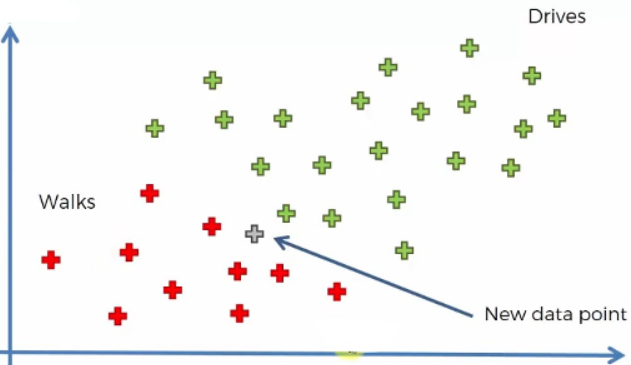 Drives
Walks
New data point